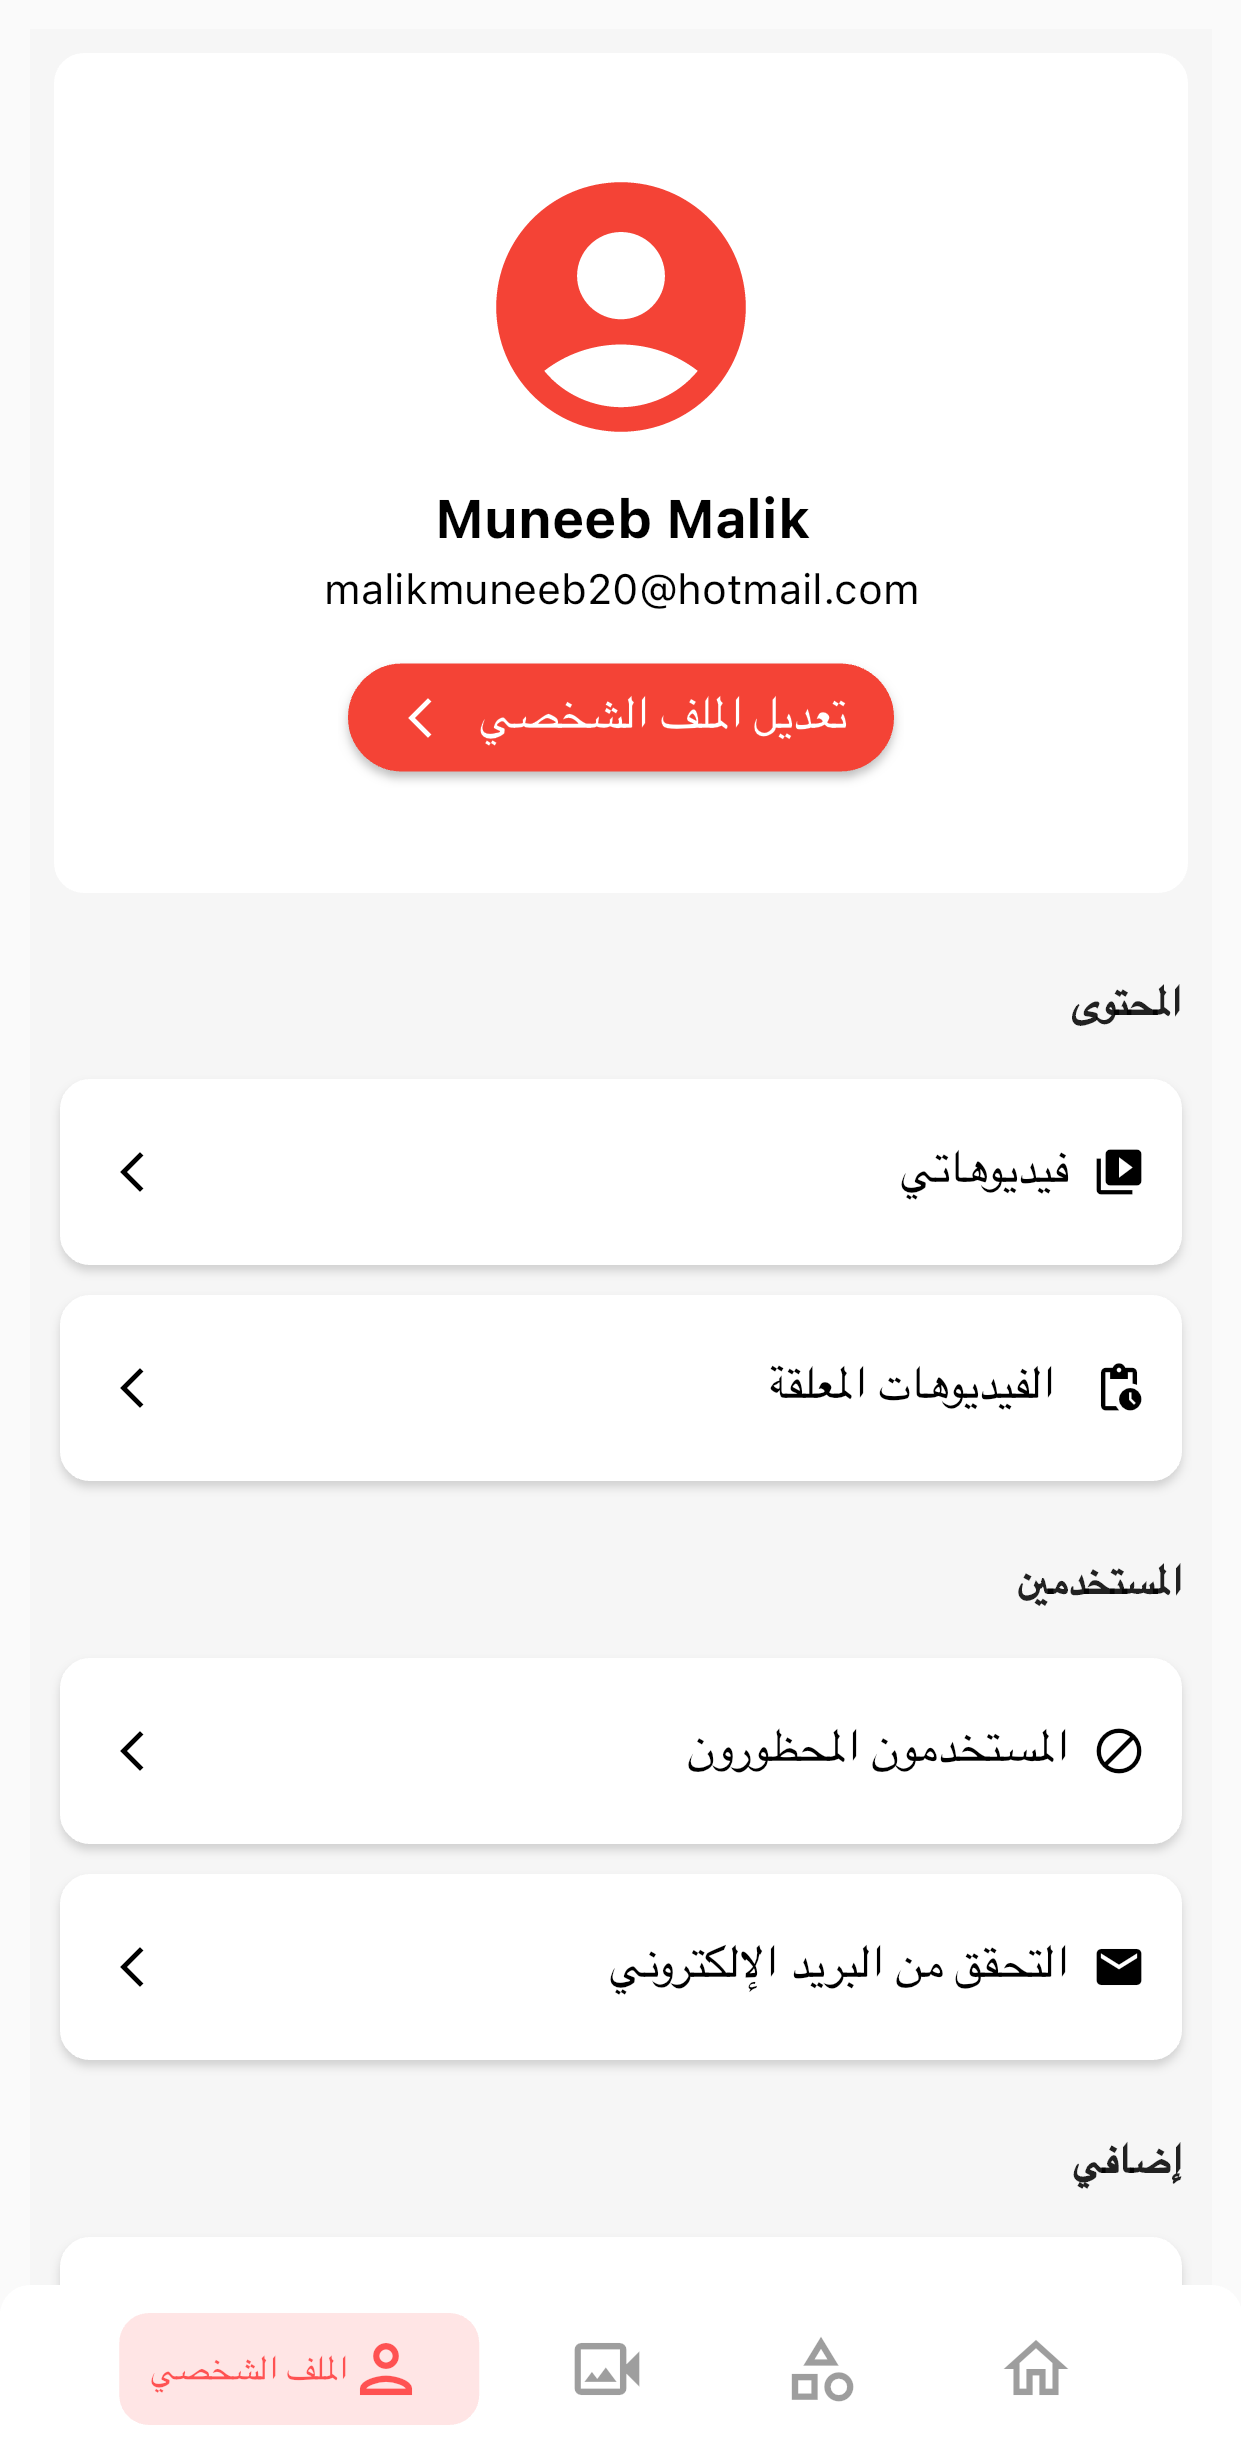 Muneeb Malik
malikmuneeb20@hotmail.com
تعديل الملف الشخصي
المحتوى
فيديوهاتي
الفيديوهات المعلقة
المستخدمين
المستخدمون المحظورون
التحقق من البريد الإلكتروني
إضافي
الملف الشخصي